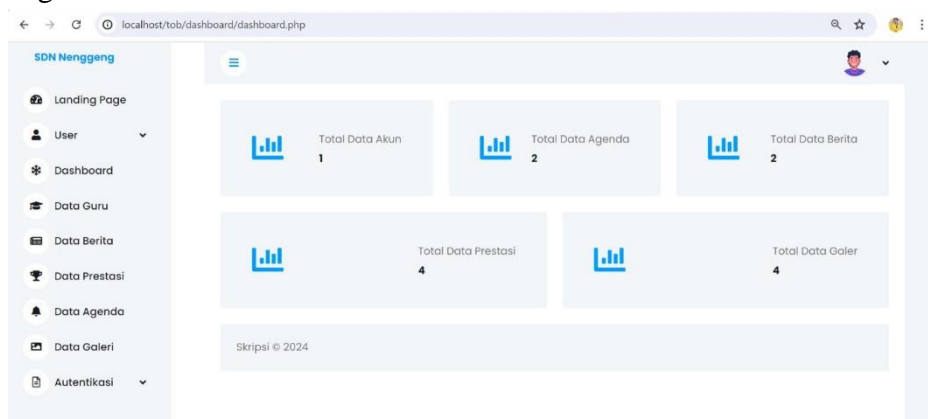 localhost/tob/dashboard/dashboard.php
SDN Nenggeng
Landing Page
User
Dashboard
Data Guru
Data Berita
Data Prestasi
Data Agenda
Data Galeri
Autentikasi
Total Data Akun
1
Total Data Agenda
2
Total Data Berita
2
Total Data Prestasi
4
Total Data Galer
4
Skripsi © 2024